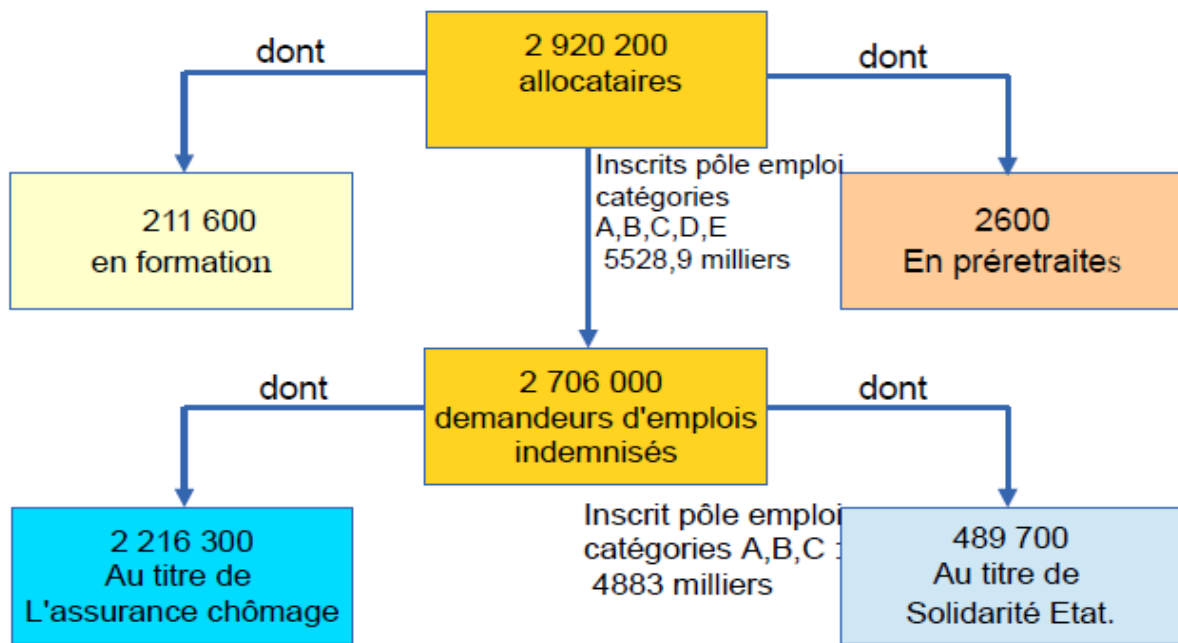 dont
2 920 200
allocataires
dont
Inscrits pôle emploi
catégories
A,B,C,D,E
5528,9 milliers
211 600
en formation
2600
En préretraites
dont
2 706 000
demandeurs d'emplois
indemnisés
dont
Inscrit pôle emploi
catégories A,B,C :
4883 milliers
2 216 300
Au titre de
L'assurance chômage
489 700
Au titre de
Solidarité Etat.